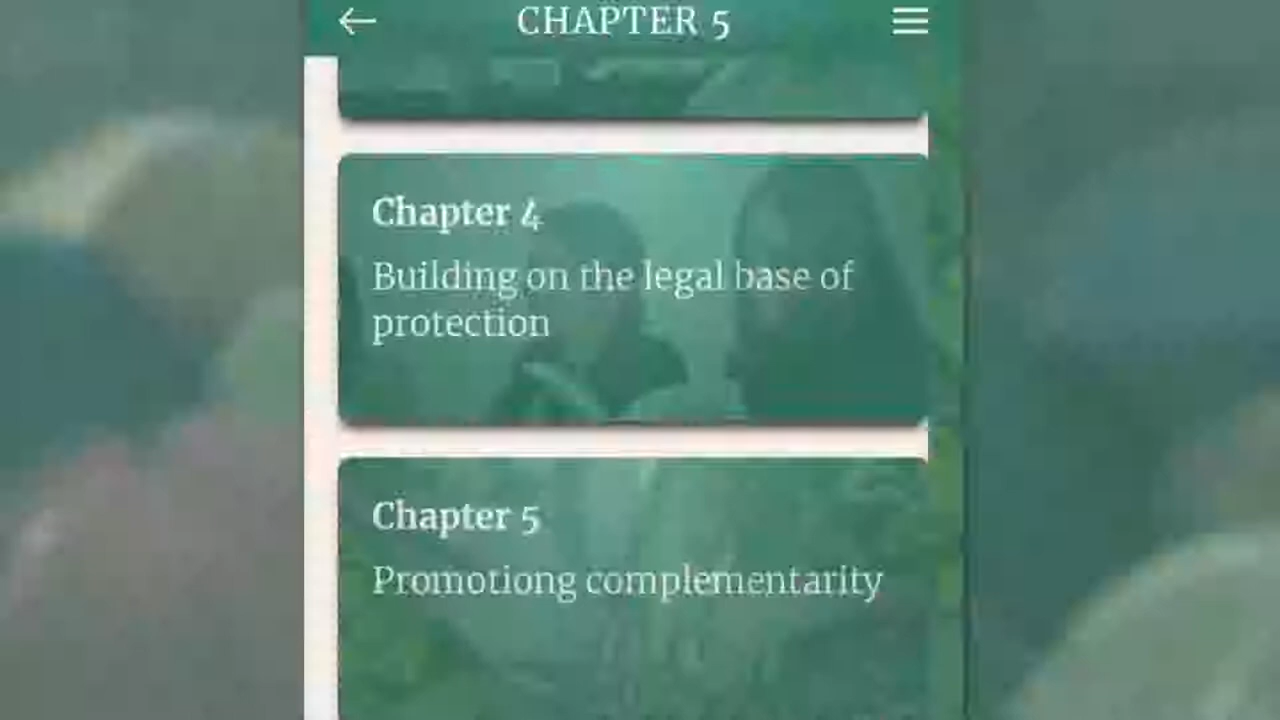 CHAPTER 5
Chapter 4
Building on the legal base of
protection
Chapter 5
Promotiong complementarity